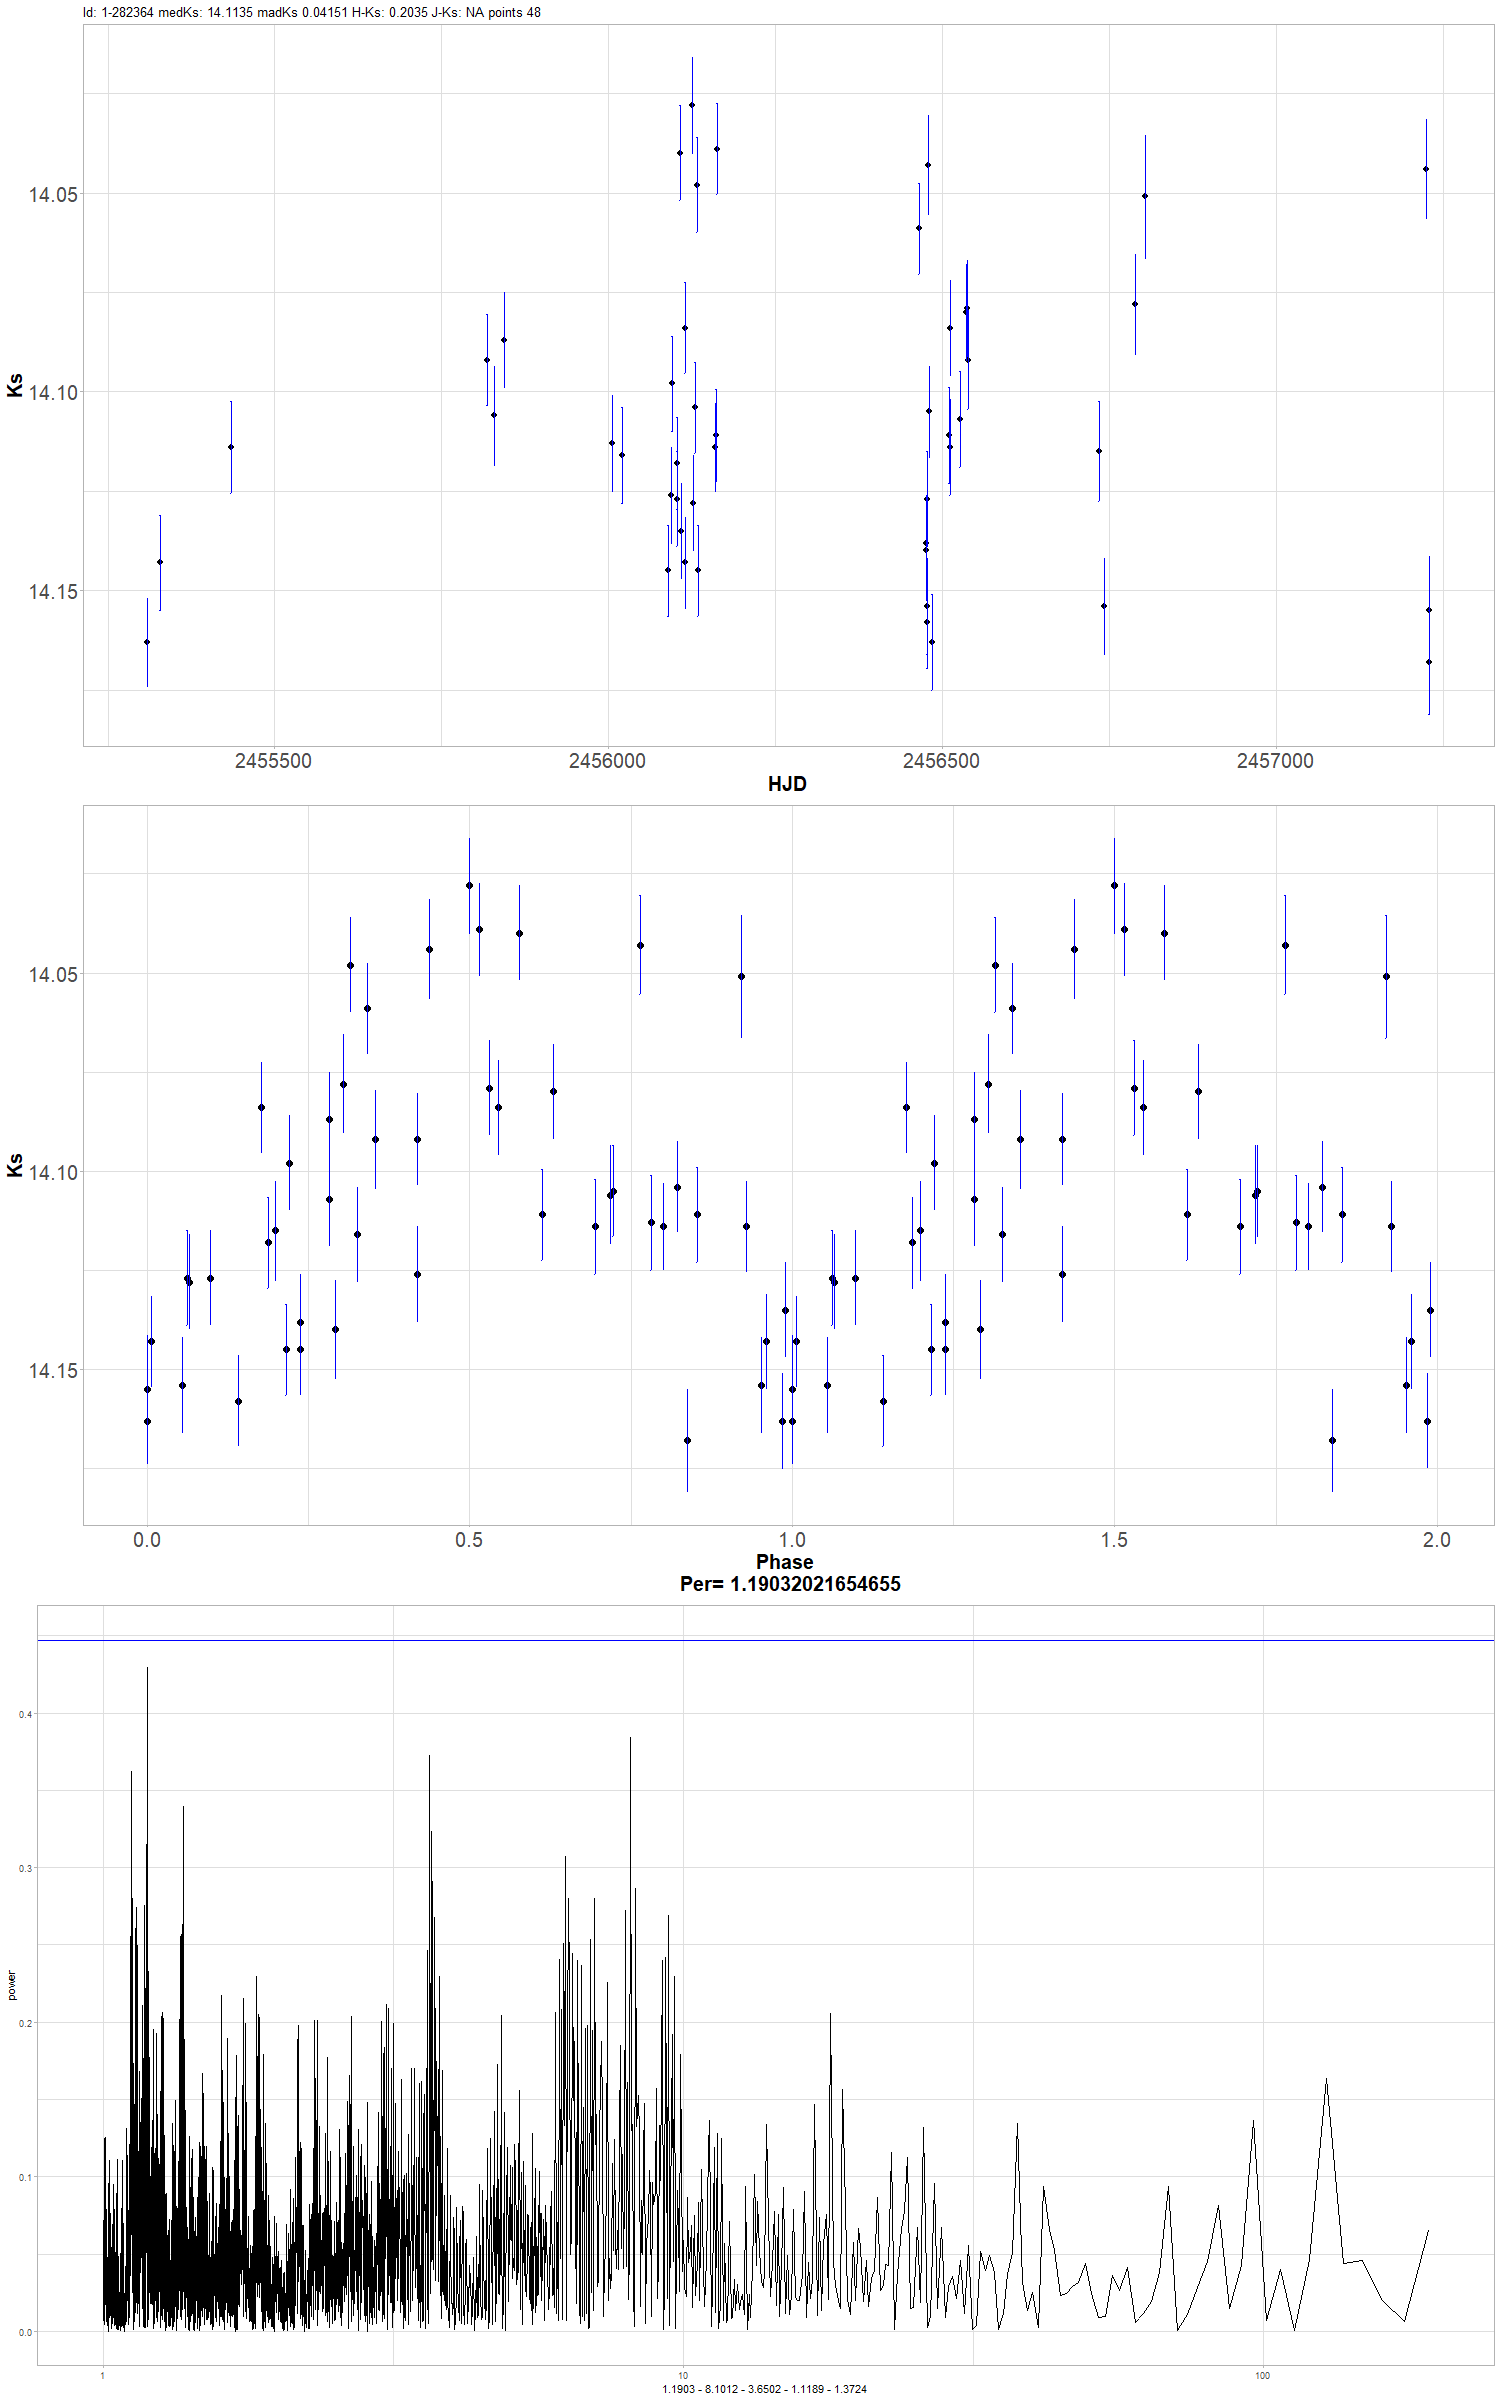 Id: 1-282364 medKs: 14.1135 madKs 0.04151 H-Ks: 0.2035 J-Ks: NA points 48
14.05
14.10
14.15
Ks
2455500 2456000 2456500 2457000
HJD
14.05
14.10
14.15
Ks
0.0 0.5 1.0 1.5 2.0
Phase
Per= 1.19032021654655
0.4
0.3
0.2
0.1
0.0
power
1 10 100
1.1903 - 8.1012 - 3.6502 - 1.1189 - 1.3724